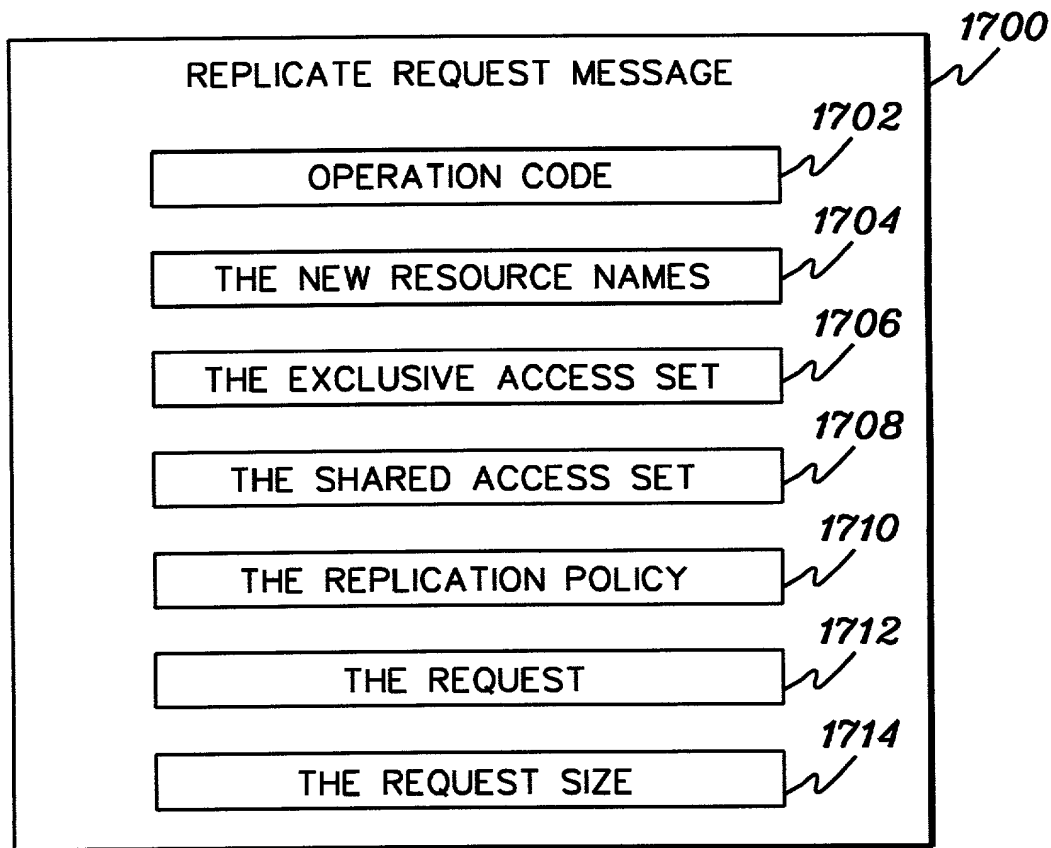 1700
REPLICATE REQUEST MESSAGE
1702
OPERATION CODE
1704
THE NEW RESOURCE NAMES
1706
THE EXCLUSIVE ACCESS SET
1708
THE SHARED ACCESS SET
1710
THE REPLICATION POLICY
1712
THE REQUEST
1714
THE REQUEST SIZE